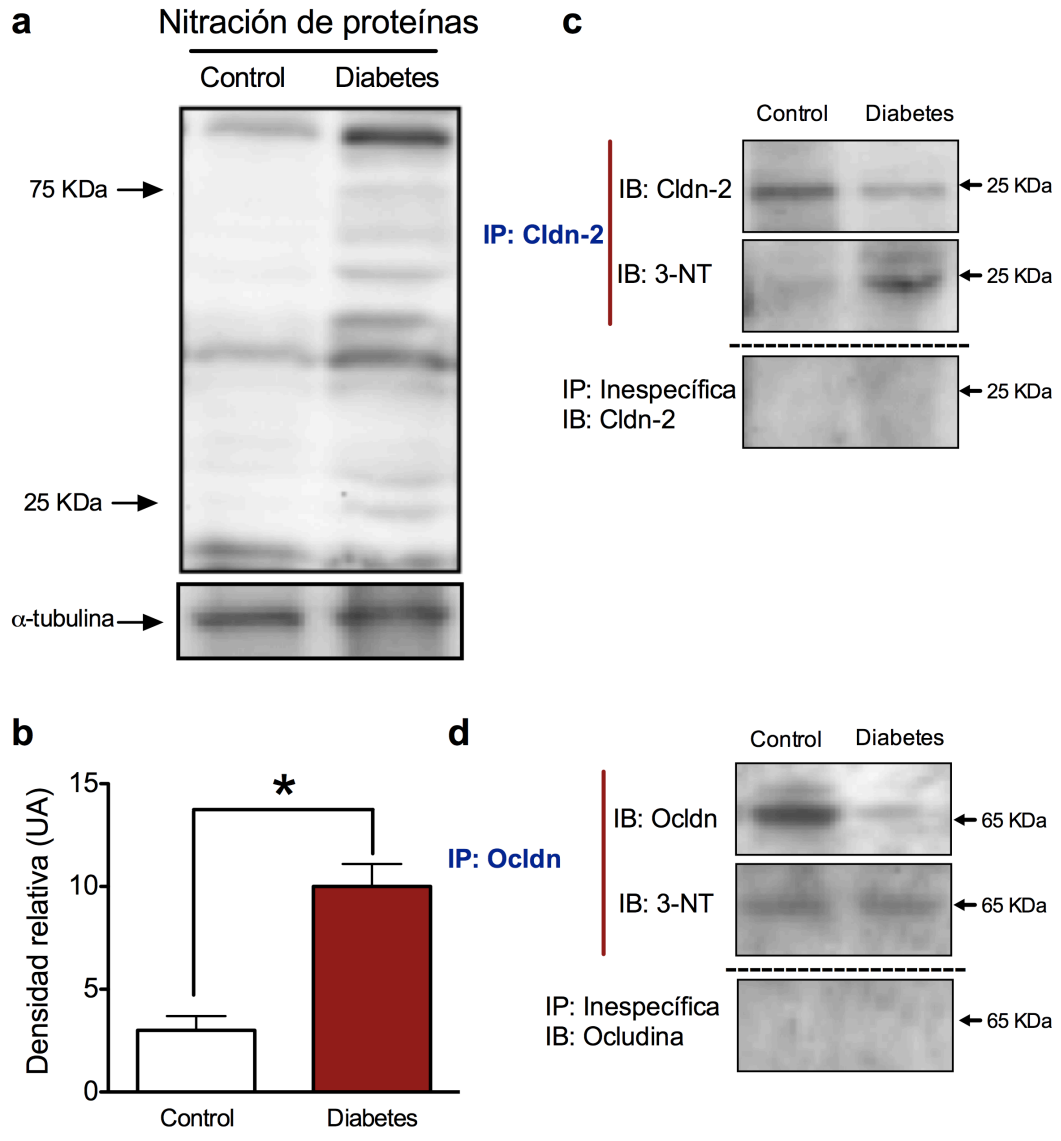 a
Nitración de proteínas
Control Diabetes
75 KDa
25 KDa
α-tubulina
b
15
10
5
0
Densidad relativa (UA)
*
Control Diabetes
c
Control Diabetes
IP: Cldn-2
IB: Cldn-2
25 KDa
IB: 3-NT
25 KDa
IP: Inespecífica
IB: Cldn-2
25 KDa
d
Control Diabetes
IP: Ocldn
IB: Ocldn
65 KDa
IB: 3-NT
65 KDa
IP: Inespecífica
IB: Ocludina
65 KDa